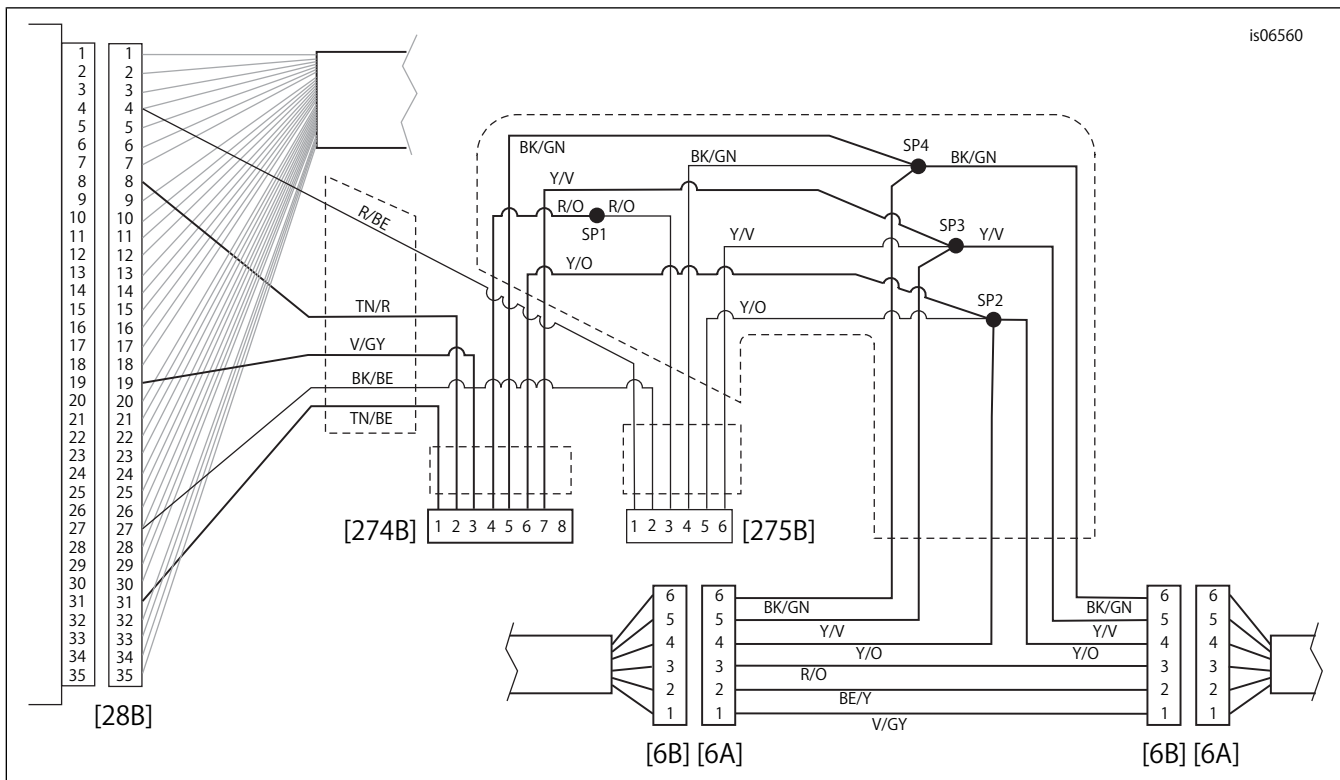 is06560
1 1
2 2
3 3
4 4
5 5
6 6
7 7
8 8
9 9
10 10
11 11
12 12
13 13
14 14
15 15
16 16
17 17
18 18
19 19
20 20
21 21
22 22
23 23
24 24
25 25
26 26
27 27
28 28
29 29
30 30
31 31
32 32
33 33
34 34
35 35
[28B]
R/BE
TN/R
V/GY
BK/BE
TN/BE
BK/GN
BK/GN
SP4
BK/GN
Y/V
R/O
R/O
SP1
Y/V
SP3
Y/V
Y/O
Y/O
SP2
[274B]
1 2 3 4 5 6 7 8
1 2 3 4 5 6
[275B]
6 6
5 5
4 4
3 3
2 2
1 1
[6B] [6A]
BK/GN
Y/V
Y/O
R/O
BE/Y
V/GY
BK/GN
Y/V
Y/O
6 6
5 5
4 4
3 3
2 2
1 1
[6B] [6A]